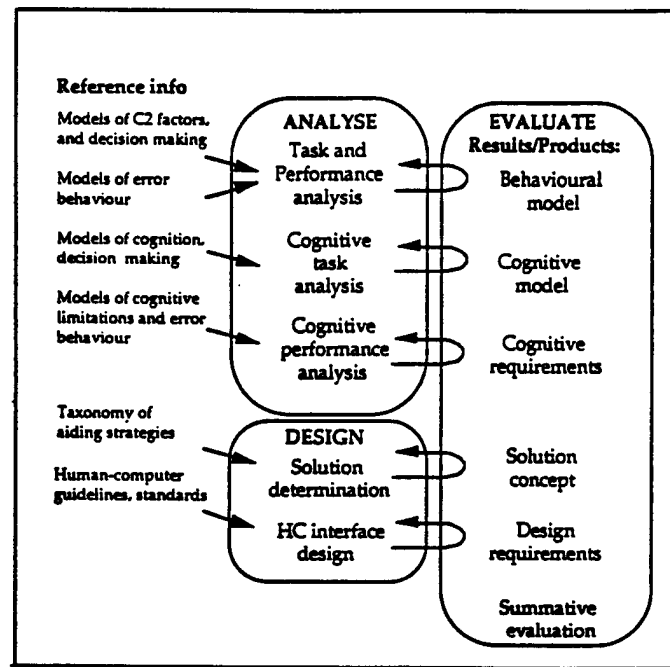 Reference info
Models of C2 factors,
and decision making
Models of error
behaviour
Models of cognition,
decision making
Models of cognitive
limitations and error
behaviour
Taxonomy of
aiding strategies
Human-computer
guidelines, standards
ANALYSE
Task and
Performance
analysis
Cognitive
task
analysis
Cognitive
performance
analysis
DESIGN
Solution
determination
HC interface
design
EVALUATE
Results/Products:
Behavioural
model
Cognitive
model
Cognitive
requirements
Solution
concept
Design
requirements
Summative
evaluation